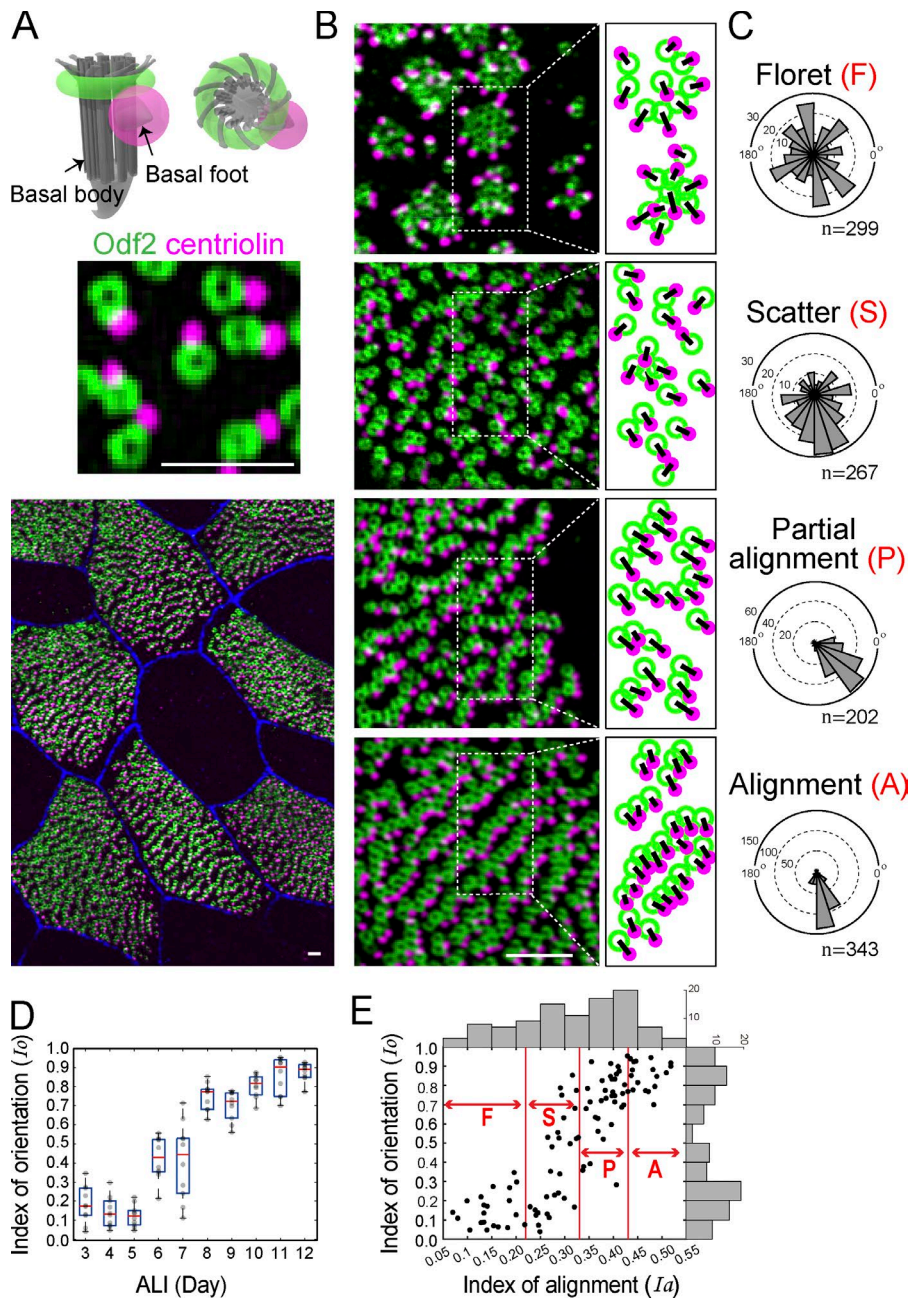 A
Basal body
Basal foot
Odf2 centriolin
B
C
Floret (F)
30
20
10
180°
0°
n=299
Scatter (S)
30
20
10
180°
0°
n=267
Partial
alignment (P)
60
40
20
180°
0°
n=202
Alignment (A)
150
100
50
180°
0°
n=343
D
Index of orientation (Io)
1.0
0.9
0.8
0.7
0.6
0.5
0.4
0.3
0.2
0.1
0.0
3 4 5 6 7 8 9 10 11 12
ALI (Day)
E
20
10
10
20
Index of orientation (Io)
1.0
0.9
0.8
0.7
0.6
0.5
0.4
0.3
0.2
0.1
0.0
F
S
P
A
0.05 0.1 0.15 0.20 0.25 0.30 0.35 0.40 0.45 0.50 0.55
Index of alignment (Ia)